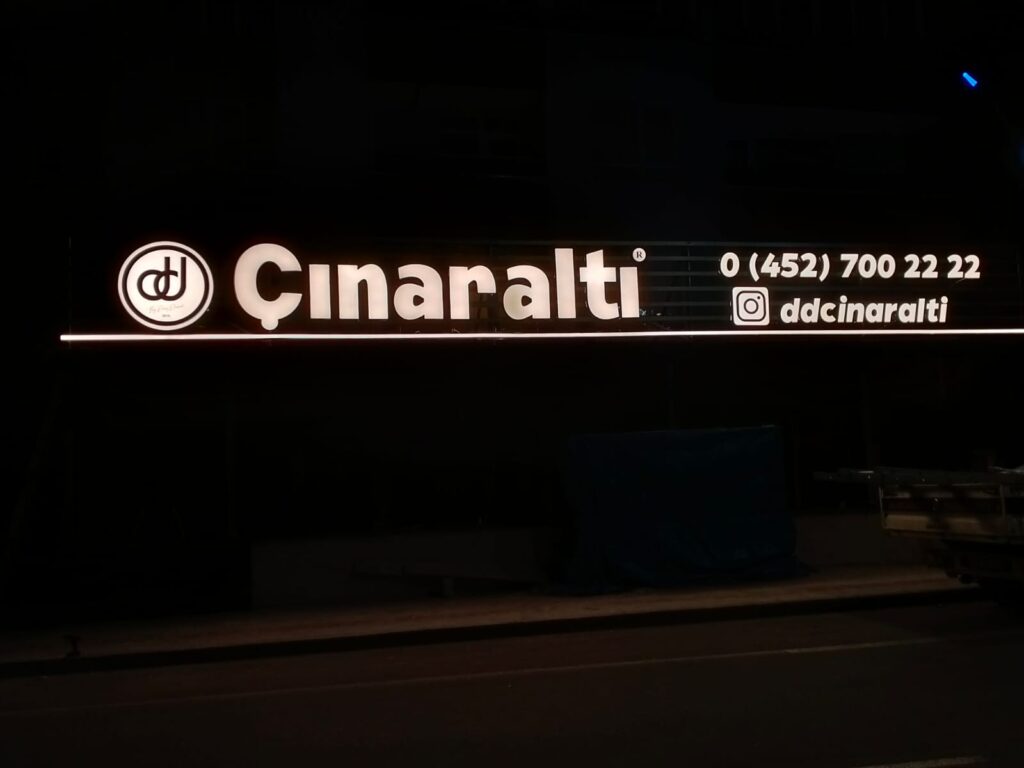 dd
Çınaraltı®
0 (452) 700 22 22
ddcinaralti